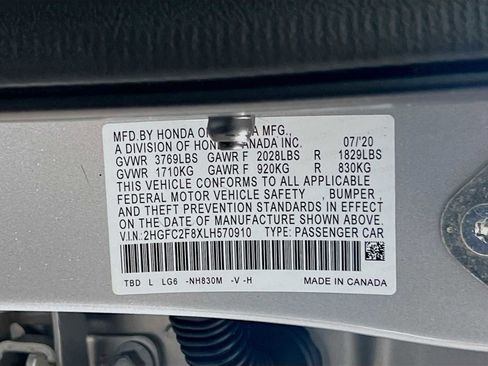 MFD.BY HONDA OF MFG.,
A DIVISION OF HONDA CANADA INC. 07/'20
GVWR 3769LBS GAWR F 2028LBS R 1829LBS
GVWR 1710KG GAWR F 920KG R 830KG
THIS VEHICLE CONFORMS TO ALL APPLICABLE
FEDERAL MOTOR VEHICLE SAFETY , BUMPER ,
AND THEFT PREVENTION STANDARDS IN EFFECT
ON THE DATE OF MANUFACTURE SHOWN ABOVE.
V.I.N: 2HGFC2F8XLH570910 TYPE: PASSENGER CAR
TBD L LG6 -NH830M -V -H MADE IN CANADA